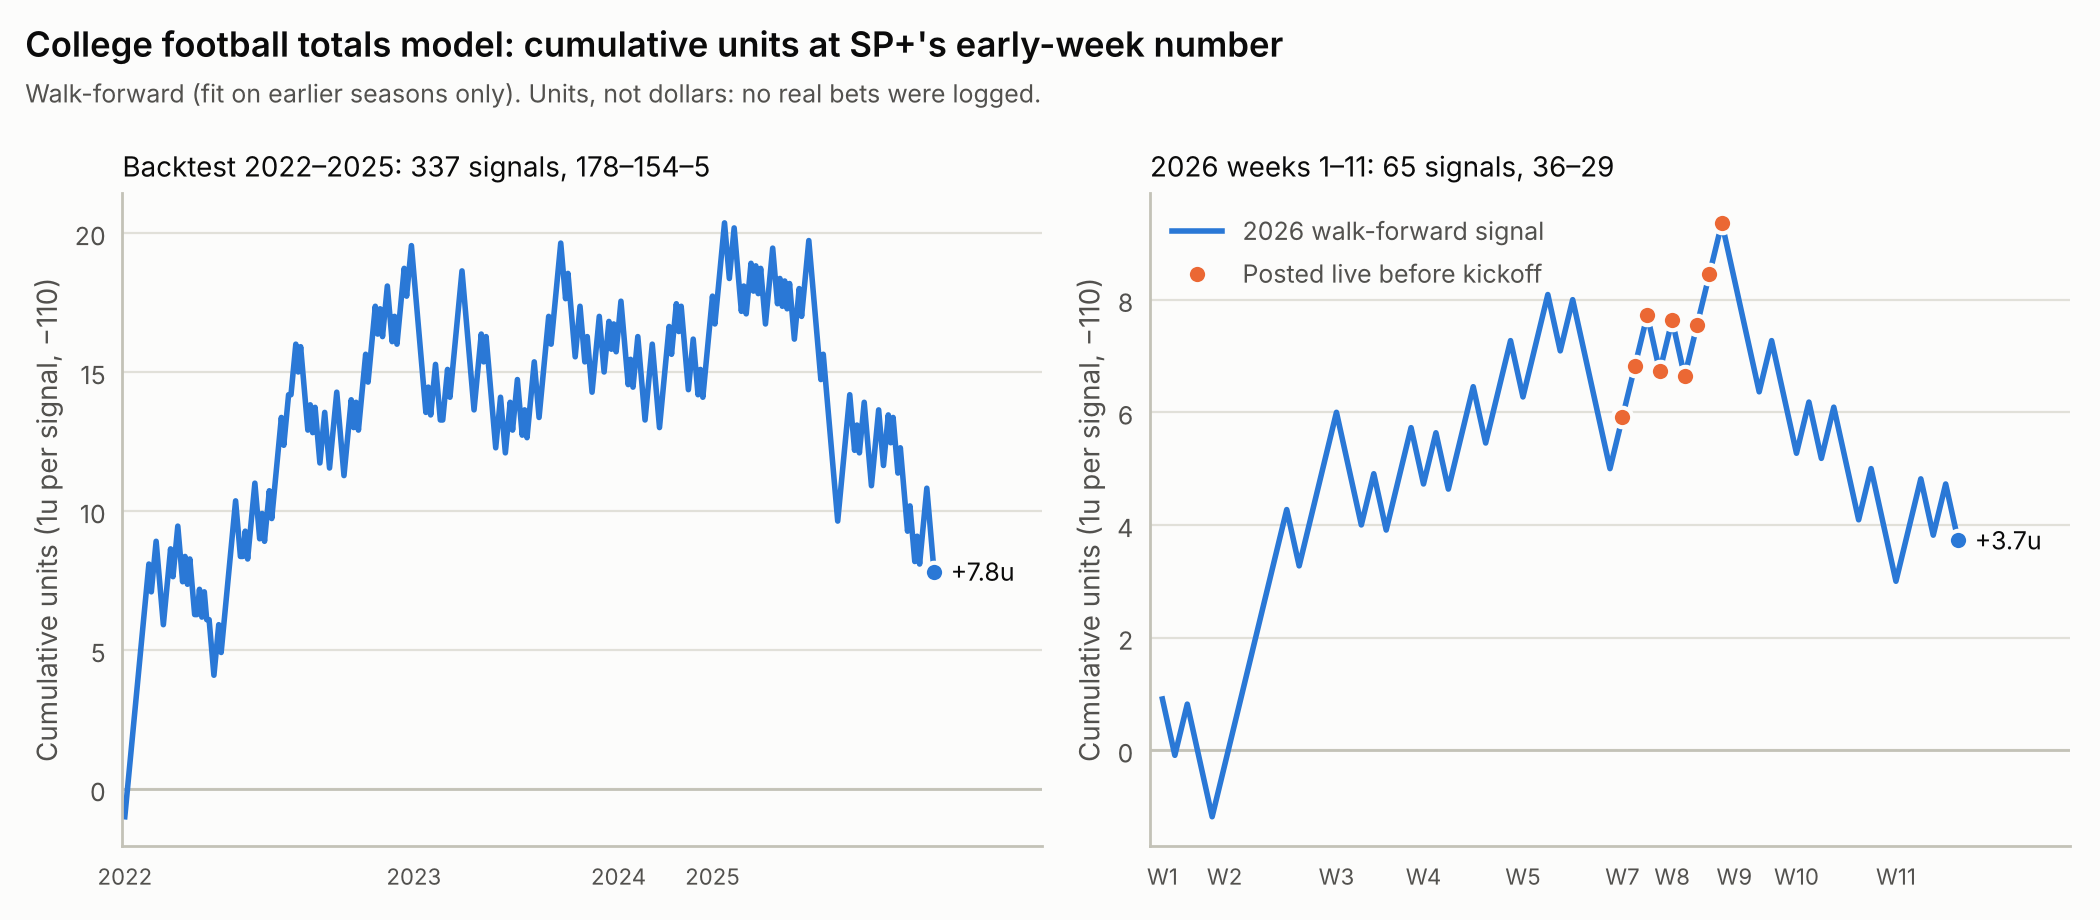 College football totals model: cumulative units at SP+'s early-week number
Walk-forward (fit on earlier seasons only). Units, not dollars: no real bets were logged.
Backtest 2022–2025: 337 signals, 178–154–5
Cumulative units (1u per signal, −110)
20
15
10
5
0
+7.8u
2022
2023
2024
2025
2026 weeks 1–11: 65 signals, 36–29
2026 walk-forward signal
Posted live before kickoff
Cumulative units (1u per signal, −110)
8
6
4
2
0
+3.7u
W1
W2
W3
W4
W5
W7
W8
W9
W10
W11